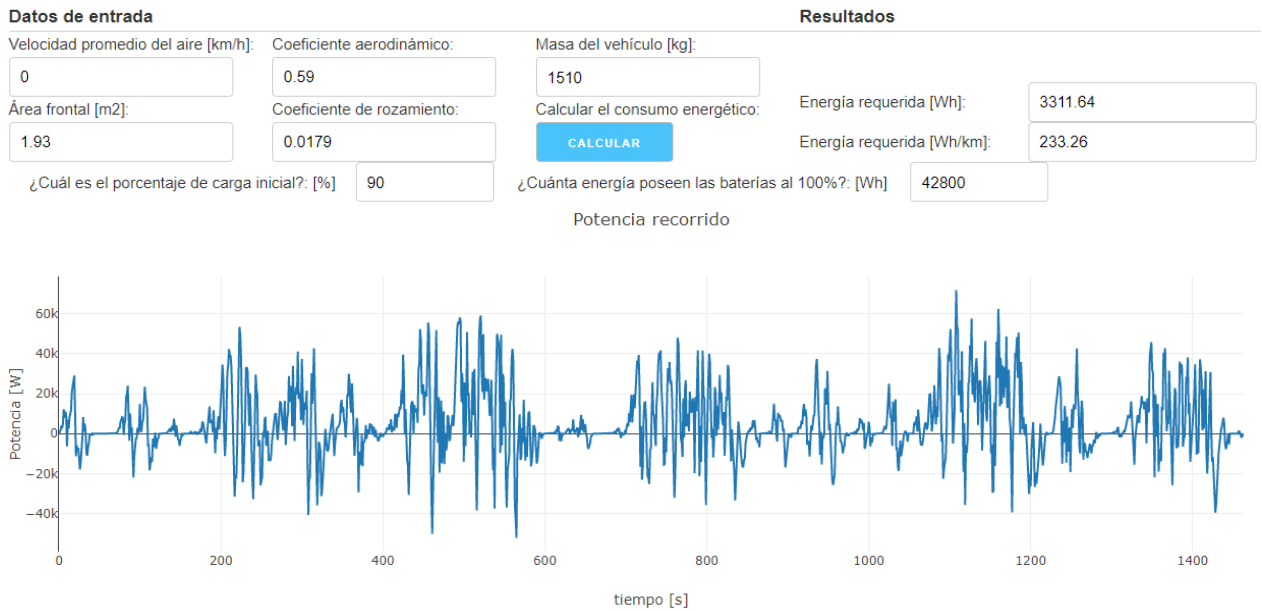 Datos de entrada
Resultados
Velocidad promedio del aire [km/h]: Coeficiente aerodinámico: Masa del vehículo [kg]:
0 0.59 1510
Área frontal [m2]: Coeficiente de rozamiento: Calcular el consumo energético: Energía requerida [Wh]: 3311.64
1.93 0.0179 CALCULAR Energía requerida [Wh/km]: 233.26
¿Cuál es el porcentaje de carga inicial?: [%] 90 ¿Cuánta energía poseen las baterías al 100%?: [Wh] 42800
Potencia recorrido
Potencia [W]
60k
40k
20k
0
−20k
−40k
0 200 400 600 800 1000 1200 1400
tiempo [s]